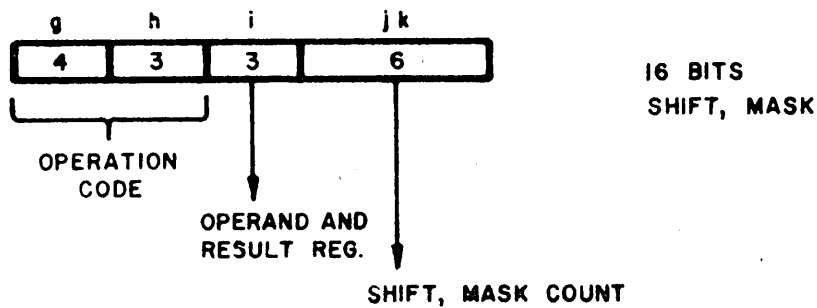 g h i jk
4 3 3 6
16 BITS
SHIFT, MASK
OPERATION
CODE
OPERAND AND
RESULT REG.
SHIFT, MASK COUNT